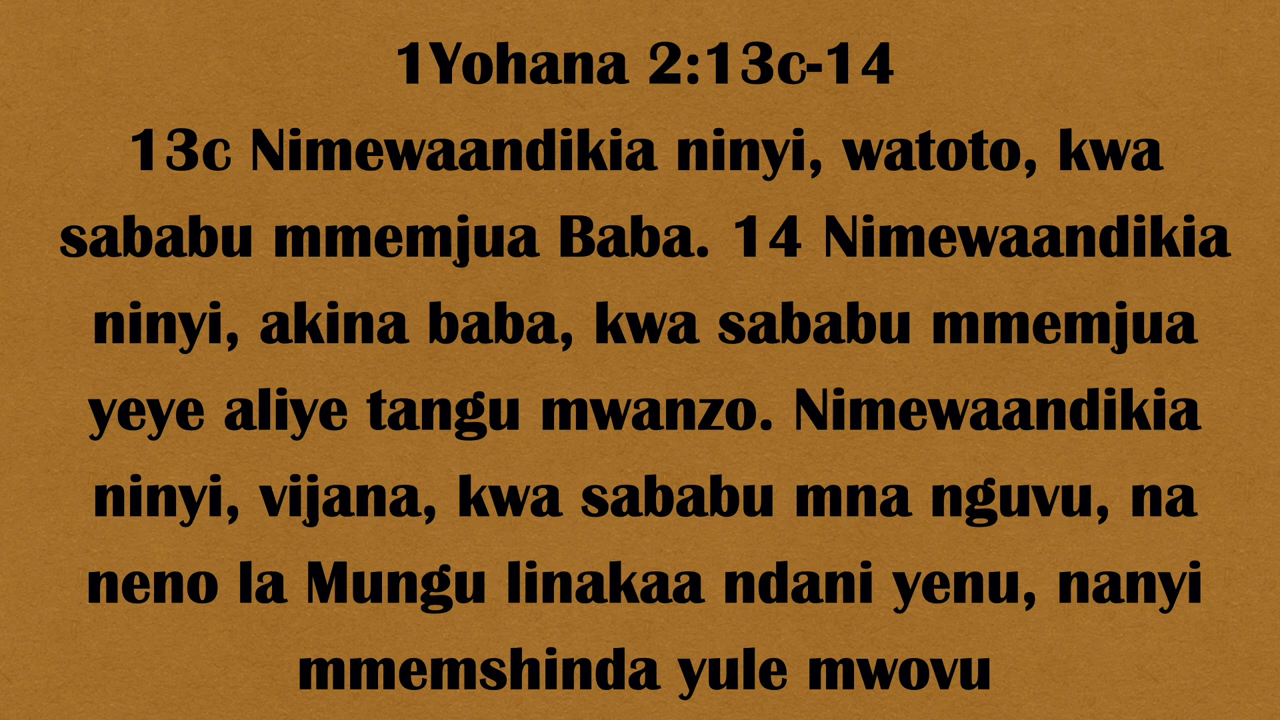 1Yohana 2:13c-14
13c Nimewaandikia ninyi, watoto, kwa
sababu mmemjua Baba. 14 Nimewaandikia
ninyi, akina baba, kwa sababu mmemjua
yeye aliye tangu mwanzo. Nimewaandikia
ninyi, vijana, kwa sababu mna nguvu, na
neno la Mungu linakaa ndani yenu, nanyi
mmemshinda yule mwovu